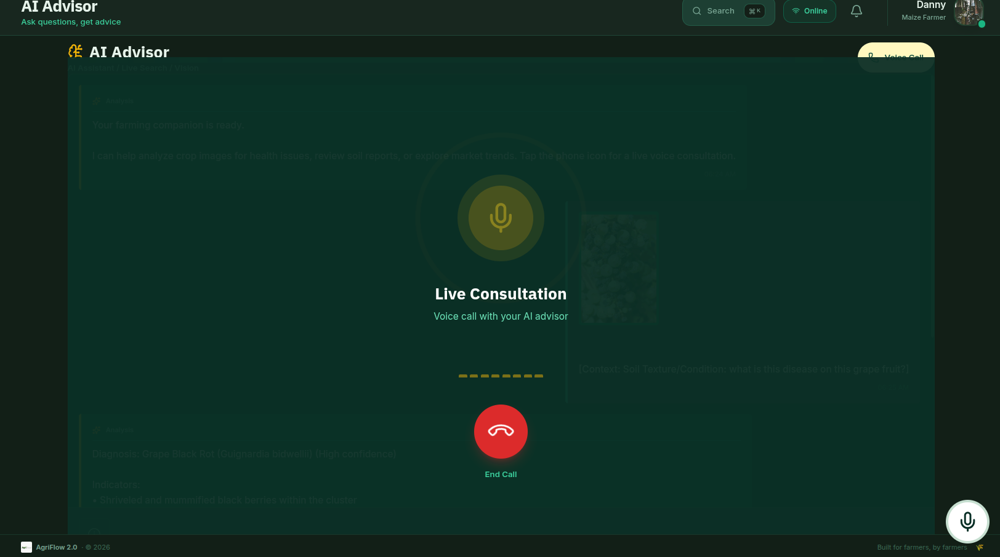 AI Advisor
Ask questions, get advice
Search
⌘K
Online
Danny
Maize Farmer
AI Advisor
Voice Call
AI Assistant / Live Search / Vision
Analysis
Your farming companion is ready.
I can help analyze crop images for health issues, review soil reports, or explore market trends. Tap the phone icon for a live voice consultation.
Live Consultation
Voice call with your AI advisor
[Context: Soil Texture/Condition: what is this disease on this grape fruit?]
End Call
Analysis
Diagnosis: Grape Black Rot (Guignardia bidwellii) (High confidence)
Indicators:
• Shriveled and mummified black berries within the cluster
AgriFlow 2.0 · © 2026
Built for farmers, by farmers